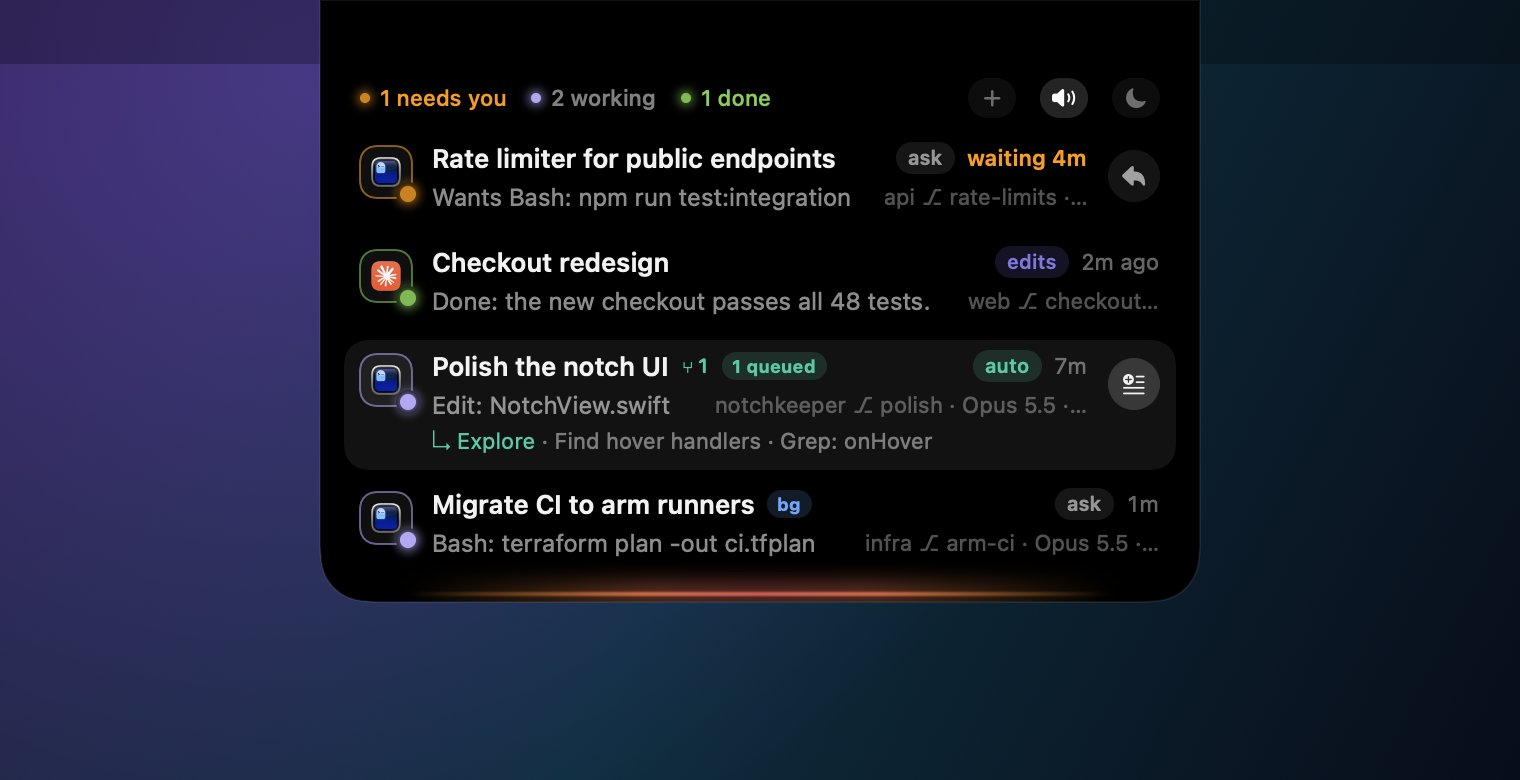 1 needs you 2 working 1 done
Rate limiter for public endpoints ask waiting 4m
Wants Bash: npm run test:integration api ⌥ rate-limits ·…
Checkout redesign edits 2m ago
Done: the new checkout passes all 48 tests. web ⌥ checkout…
Polish the notch UI 1 1 queued auto 7m
Edit: NotchView.swift notchkeeper ⌥ polish · Opus 5.5 ·…
Explore · Find hover handlers · Grep: onHover
Migrate CI to arm runners bg ask 1m
Bash: terraform plan -out ci.tfplan infra ⌥ arm-ci · Opus 5.5 ·…